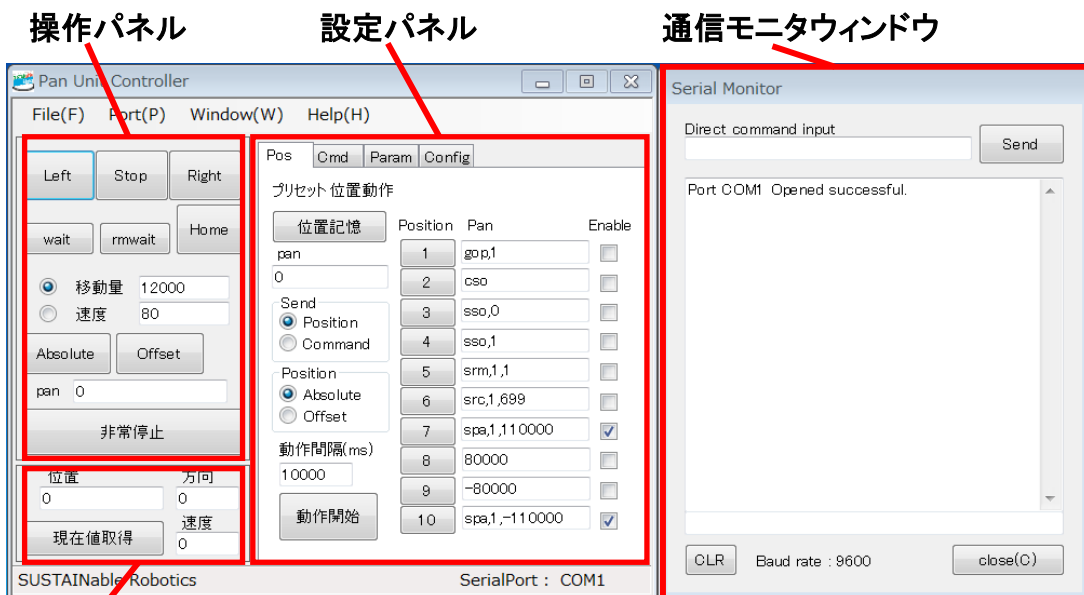 操作パネル
設定パネル
通信モニタウィンドウ
Pan Unit Controller
File(F) Port(P) Window(W) Help(H)
Left Stop Right
wait rmwait Home
移動量 12000
速度 80
Absolute Offset
pan 0
非常停止
位置 方向
0 0
現在値取得 速度
0
Pos Cmd Param Config
プリセット位置動作
位置記憶 Position Pan Enable
pan
0
Send
Position
Command
Position
Absolute
Offset
動作間隔(ms)
10000
動作開始
1 gop,1
2 cso
3 sso,0
4 sso,1
5 srm,1,1
6 src,1,699
7 spa,1,110000
8 80000
9 -80000
10 spa,1,-110000
SUSTAINable Robotics SerialPort : COM1
Serial Monitor
Direct command input
Send
Port COM1 Opened successful.
CLR Baud rate : 9600 close(C)